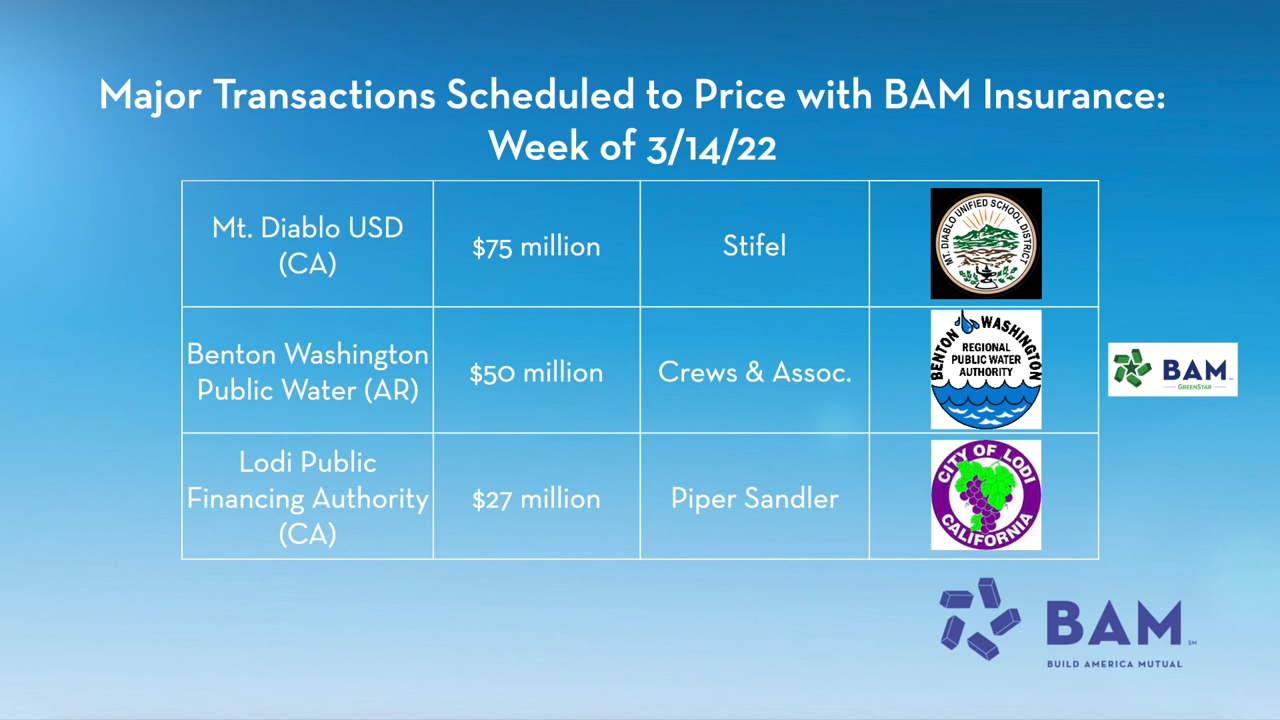 Major Transactions Scheduled to Price with BAM Insurance:
Week of 3/14/22
Mt. Diablo USD
(CA)
$75 million
Stifel
MT. DIABLO UNIFIED SCHOOL DISTRICT
Benton Washington
Public Water (AR)
$50 million
Crews & Assoc.
BENTON WASHINGTON
REGIONAL
PUBLIC WATER
AUTHORITY
BAM
GREENSTAR
Lodi Public
Financing Authority
(CA)
$27 million
Piper Sandler
CITY OF LODI
CALIFORNIA
BAM SM
BUILD AMERICA MUTUAL